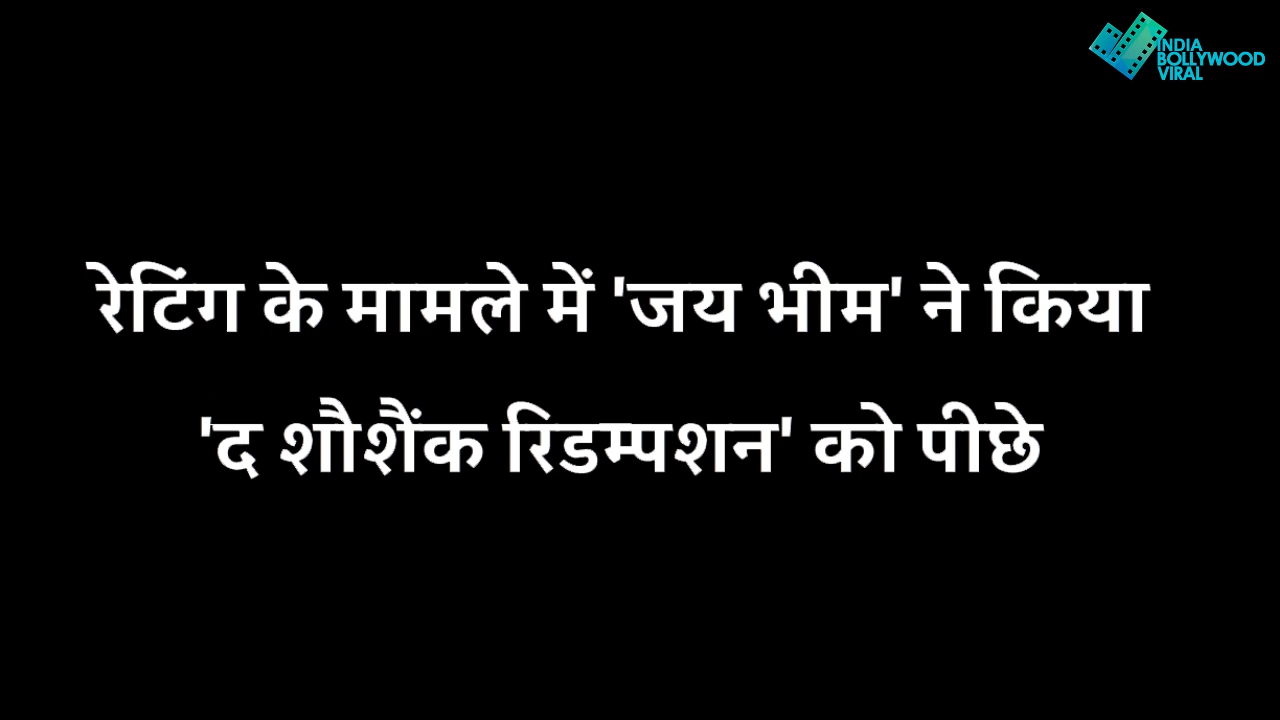 INDIA
BOLLYWOOD
VIRAL
रेटिंग के मामले में 'जय भीम' ने किया
'द शौशैंक रिडम्पशन' को पीछे